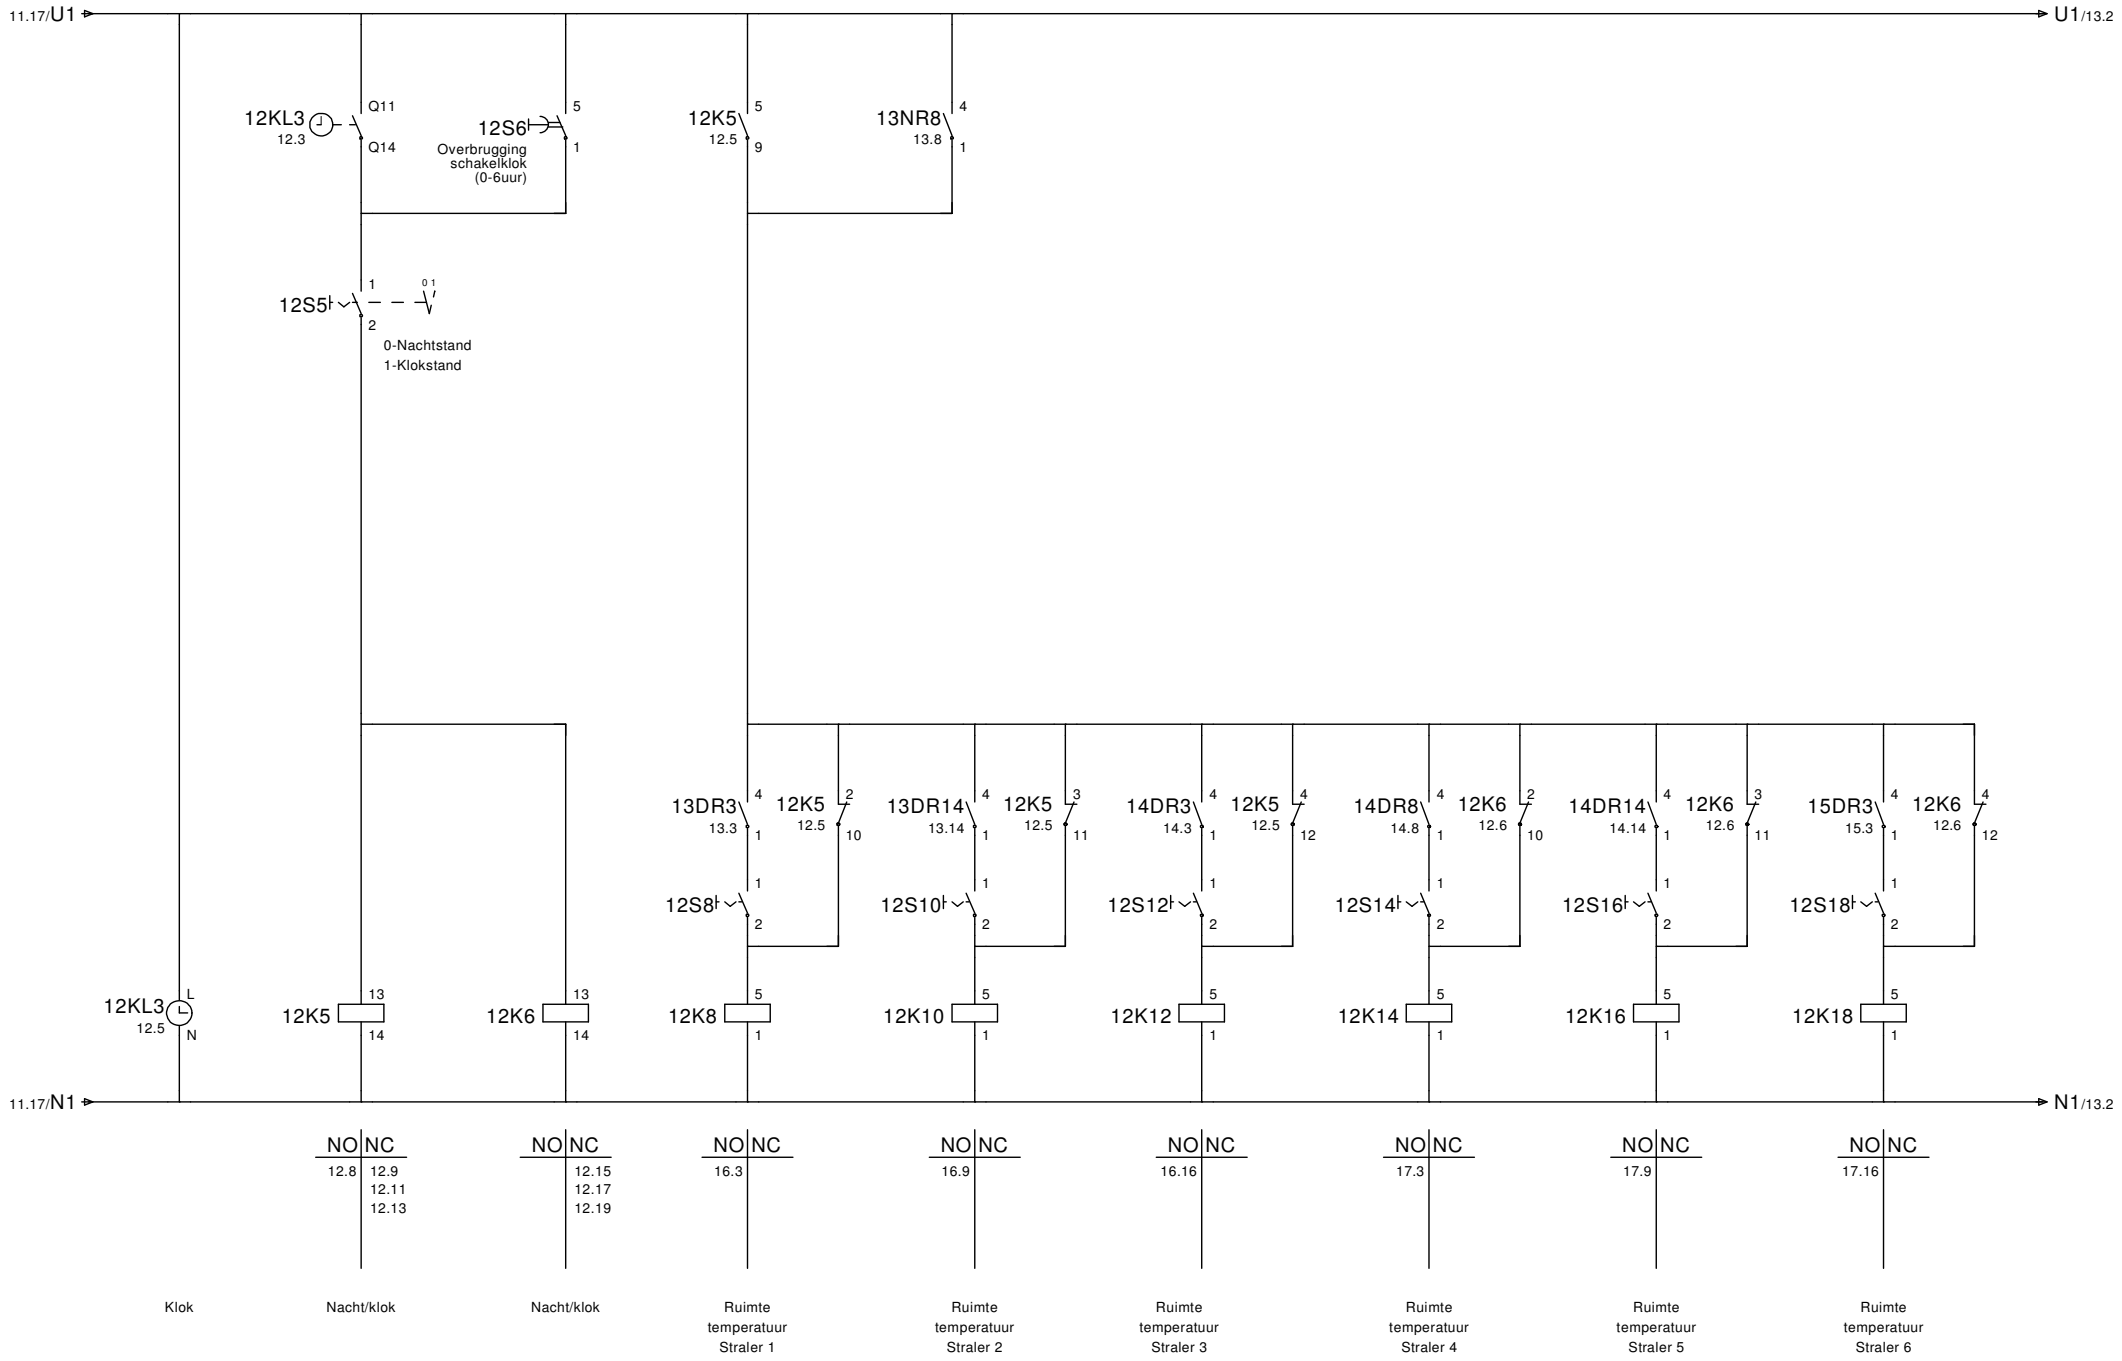 11.17/U1
U1/13.2
12KL3
12.3
Q11
Q14
12S6
5
1
Overbrugging
schakelklok
(0-6uur)
12K5
12.5
5
9
13NR8
13.8
4
1
12S5
1
2
0 1
0-Nachtstand
1-Klokstand
13DR3
13.3
4
1
12K5
12.5
2
10
13DR14
13.14
4
1
12K5
12.5
3
11
14DR3
14.3
4
1
12K5
12.5
4
12
14DR8
14.8
4
1
12K6
12.6
2
10
14DR14
14.14
4
1
12K6
12.6
3
11
15DR3
15.3
4
1
12K6
12.6
4
12
12S8
1
2
12S10
1
2
12S12
1
2
12S14
1
2
12S16
1
2
12S18
1
2
12KL3
12.5
L
N
12K5
13
14
12K6
13
14
12K8
5
1
12K10
5
1
12K12
5
1
12K14
5
1
12K16
5
1
12K18
5
1
11.17/N1
N1/13.2
NO NC
12.8 12.9
12.11
12.13
NO NC
12.15
12.17
12.19
NO NC
16.3
NO NC
16.9
NO NC
16.16
NO NC
17.3
NO NC
17.9
NO NC
17.16
Klok
Nacht/klok
Nacht/klok
Ruimte
temperatuur
Straler 1
Ruimte
temperatuur
Straler 2
Ruimte
temperatuur
Straler 3
Ruimte
temperatuur
Straler 4
Ruimte
temperatuur
Straler 5
Ruimte
temperatuur
Straler 6